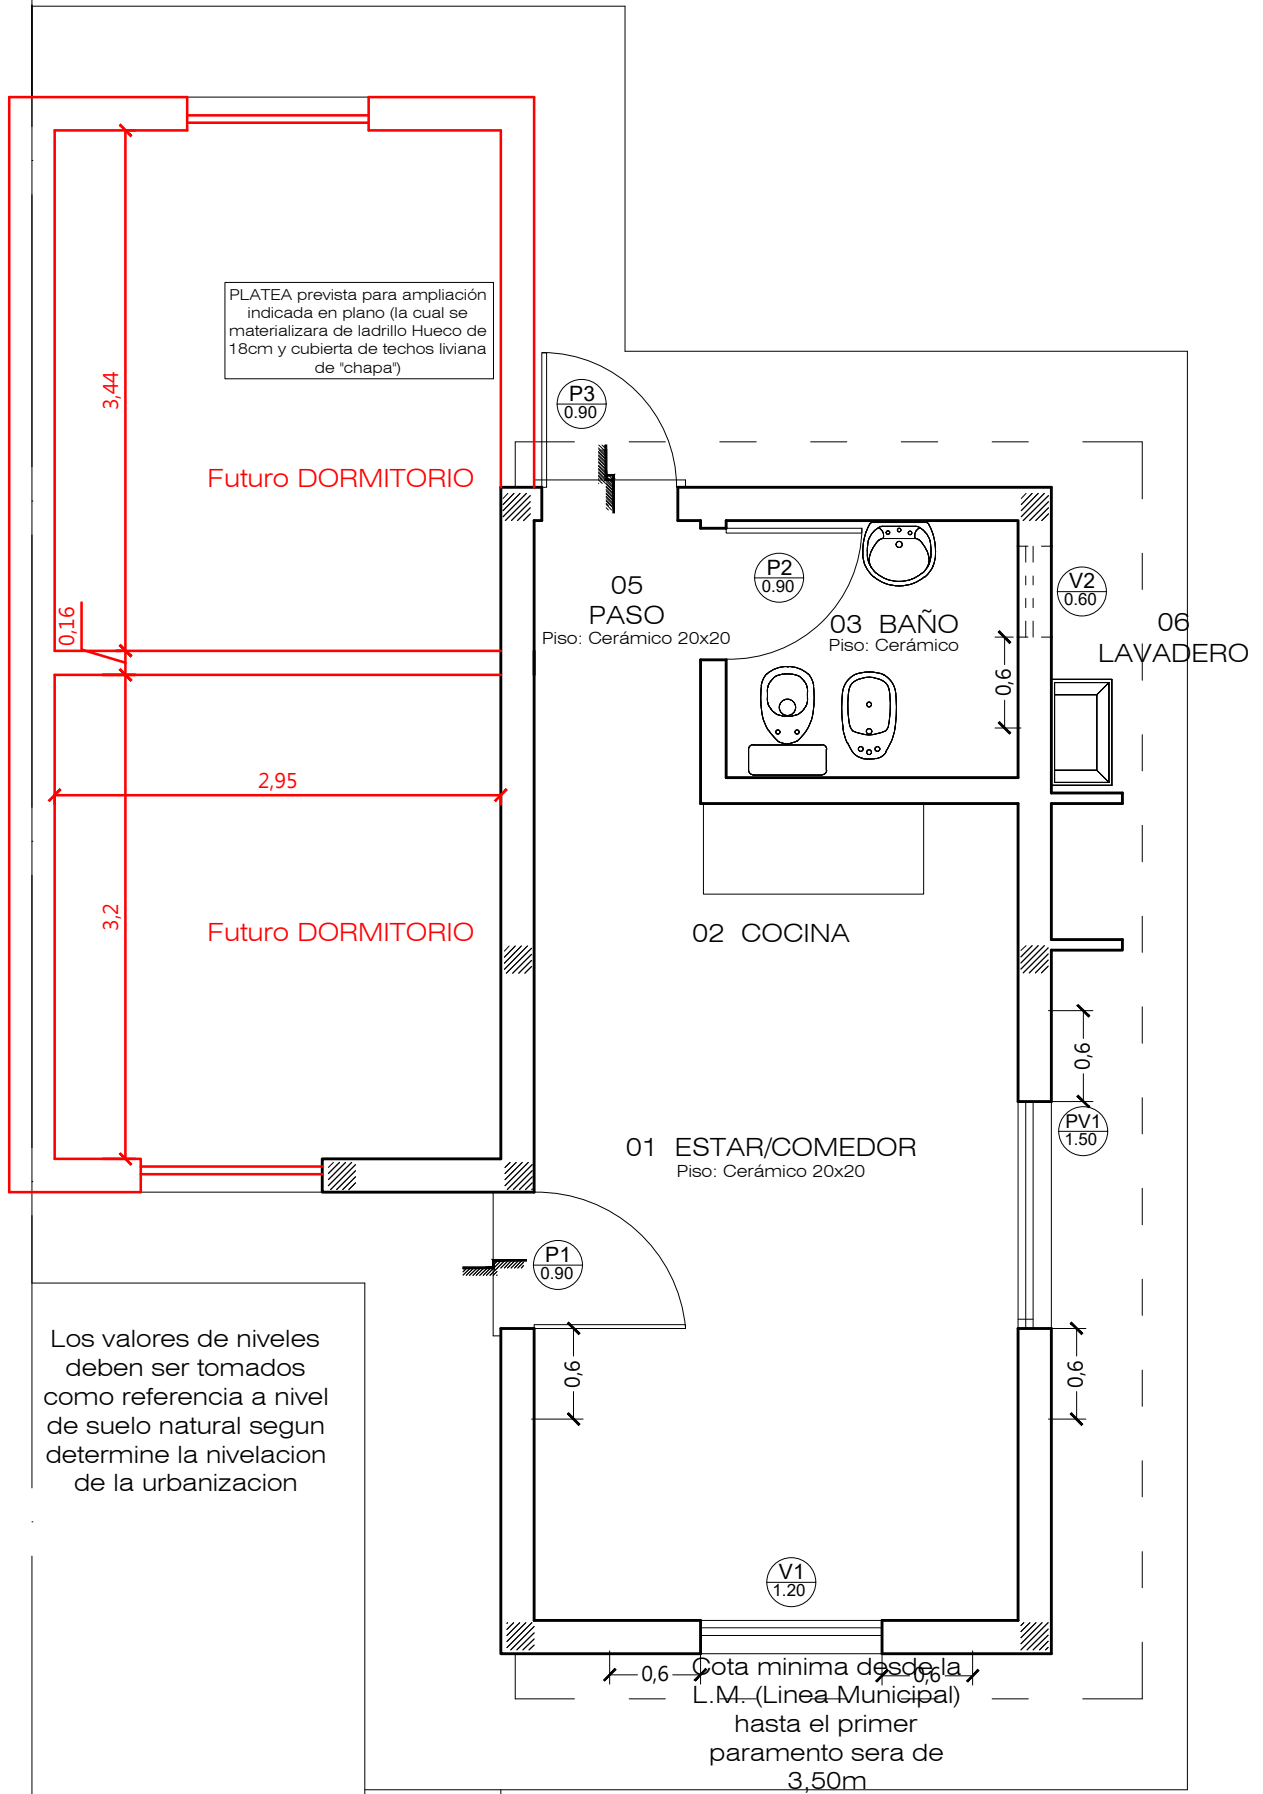 PLATEA prevista para ampliación
indicada en plano (la cual se
materializara de ladrillo Hueco de
18cm y cubierta de techos liviana
de "chapa")
3,44
P3
0.90
Futuro DORMITORIO
05
PASO
Piso: Cerámico 20x20
P2
0.90
03 BAÑO
Piso: Cerámico
V2
0.60
06
LAVADERO
0,16
0,6
2,95
3,2
Futuro DORMITORIO
02 COCINA
0,6
PV1
1.50
01 ESTAR/COMEDOR
Piso: Cerámico 20x20
P1
0.90
0,6
0,6
Los valores de niveles
deben ser tomados
como referencia a nivel
de suelo natural segun
determine la nivelacion
de la urbanizacion
V1
1.20
0,6
0,6
Cota minima desde la
L.M. (Linea Municipal)
hasta el primer
paramento sera de
3,50m